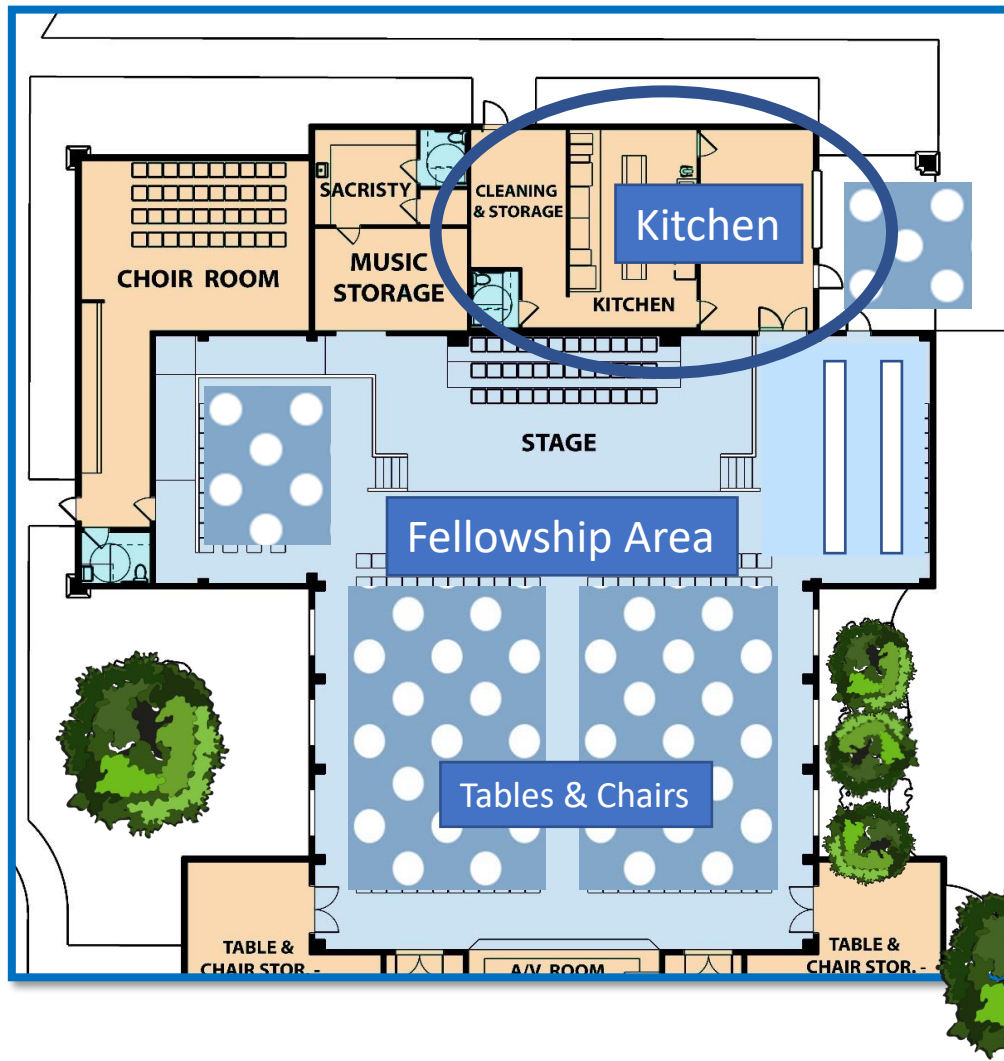 SACRISTY
CLEANING
& STORAGE
Kitchen
CHOIR ROOM
MUSIC
STORAGE
KITCHEN
STAGE
Fellowship Area
Tables & Chairs
TABLE &
CHAIR STOR. -
A/V ROOM
TABLE &
CHAIR STOR. -